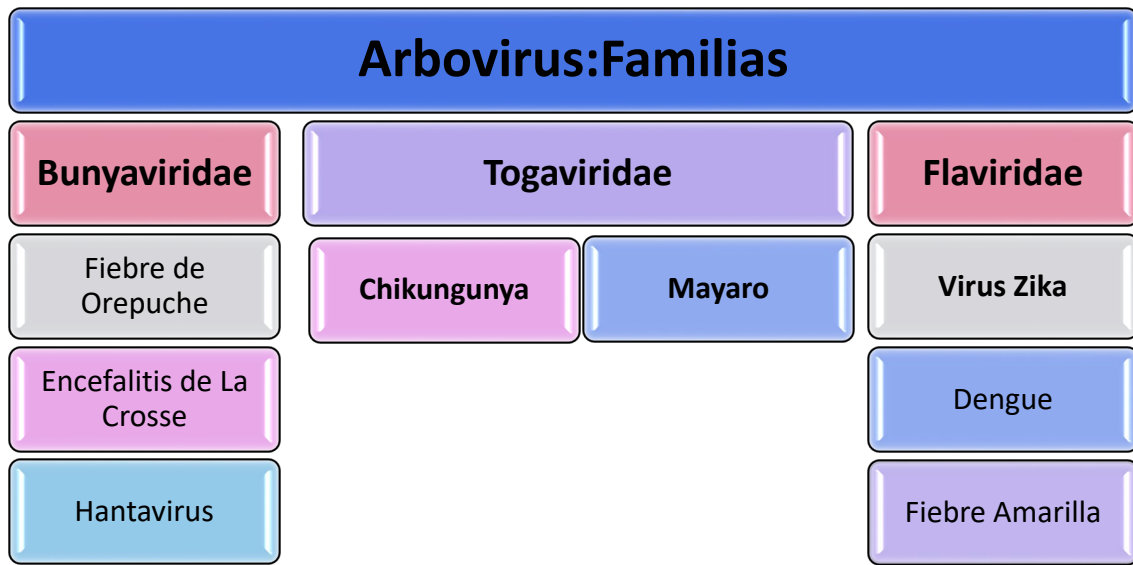 Arbovirus:Familias
Bunyaviridae
Togaviridae
Flaviridae
Fiebre de
Orepuche
Chikungunya
Mayaro
Virus Zika
Encefalitis de La
Crosse
Dengue
Hantavirus
Fiebre Amarilla